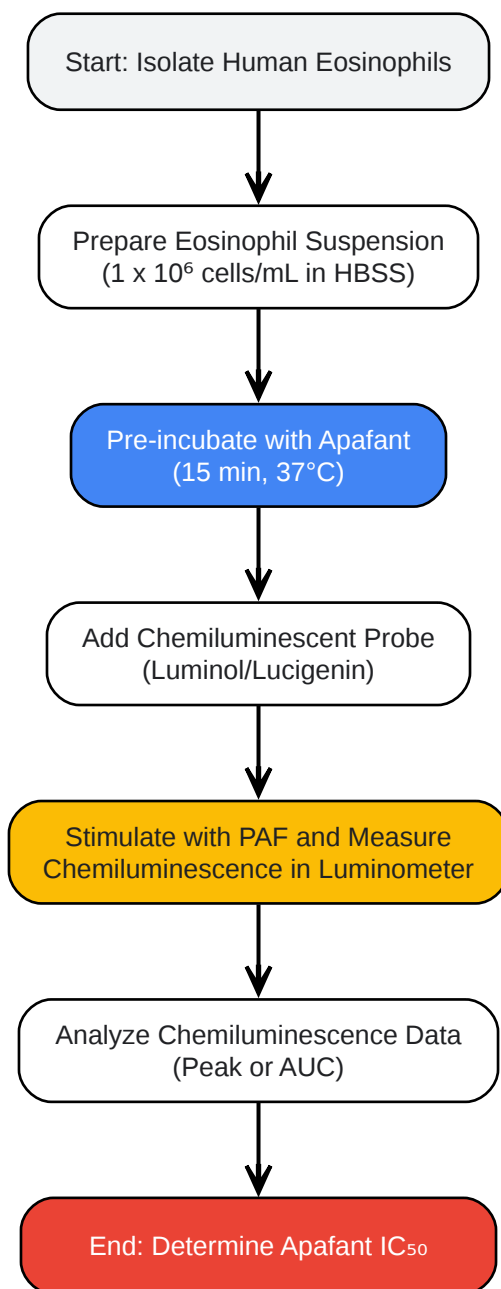 Start: Isolate Human Eosinophils
Prepare Eosinophil Suspension
(1 x 10⁶ cells/mL in HBSS)
Pre-incubate with Apafant
(15 min, 37°C)
Add Chemiluminescent Probe
(Luminol/Lucigenin)
Stimulate with PAF and Measure
Chemiluminescence in Luminometer
Analyze Chemiluminescence Data
(Peak or AUC)
End: Determine Apafant IC₅₀